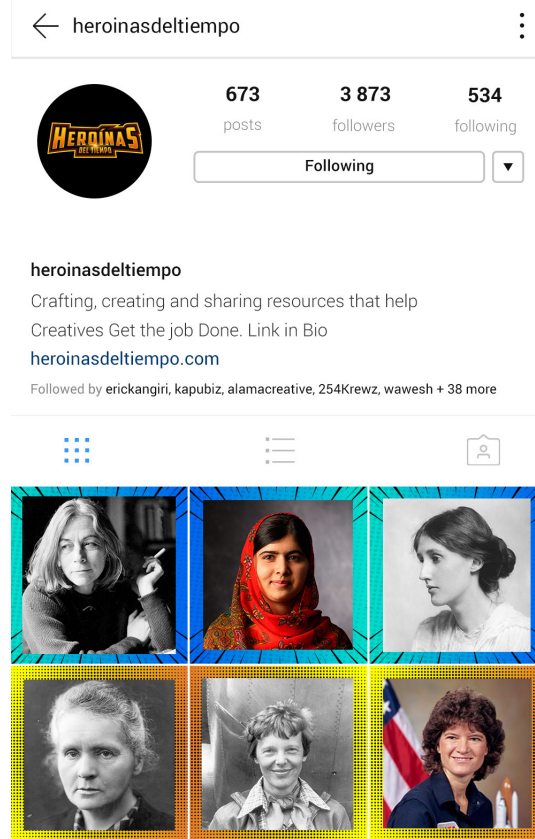 heroinasdeltiempo
673
3 873
534
posts
followers
following
Following
HEROÍNAS
DEL TIEMPO
heroinasdeltiempo
Crafting, creating and sharing resources that help
Creatives Get the job Done. Link in Bio
heroinasdeltiempo.com
Followed by erickangiri, kapubiz, alamacreative, 254Krewz, wawesh + 38 more